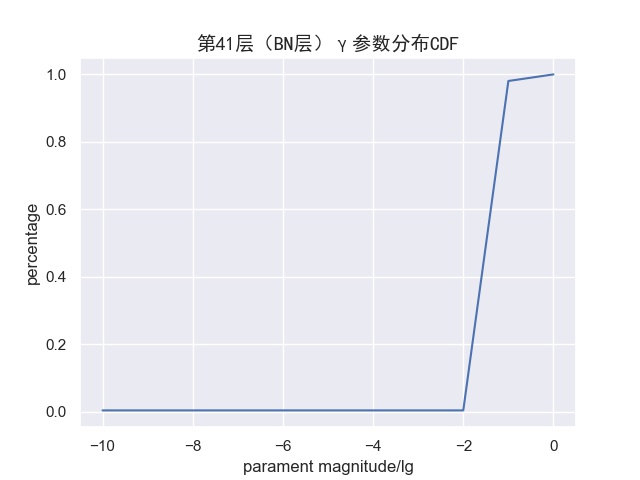 第41层（BN层）γ参数分布CDF
1.0
0.8
0.6
0.4
0.2
0.0
percentage
−10 −8 −6 −4 −2 0
parament magnitude/lg